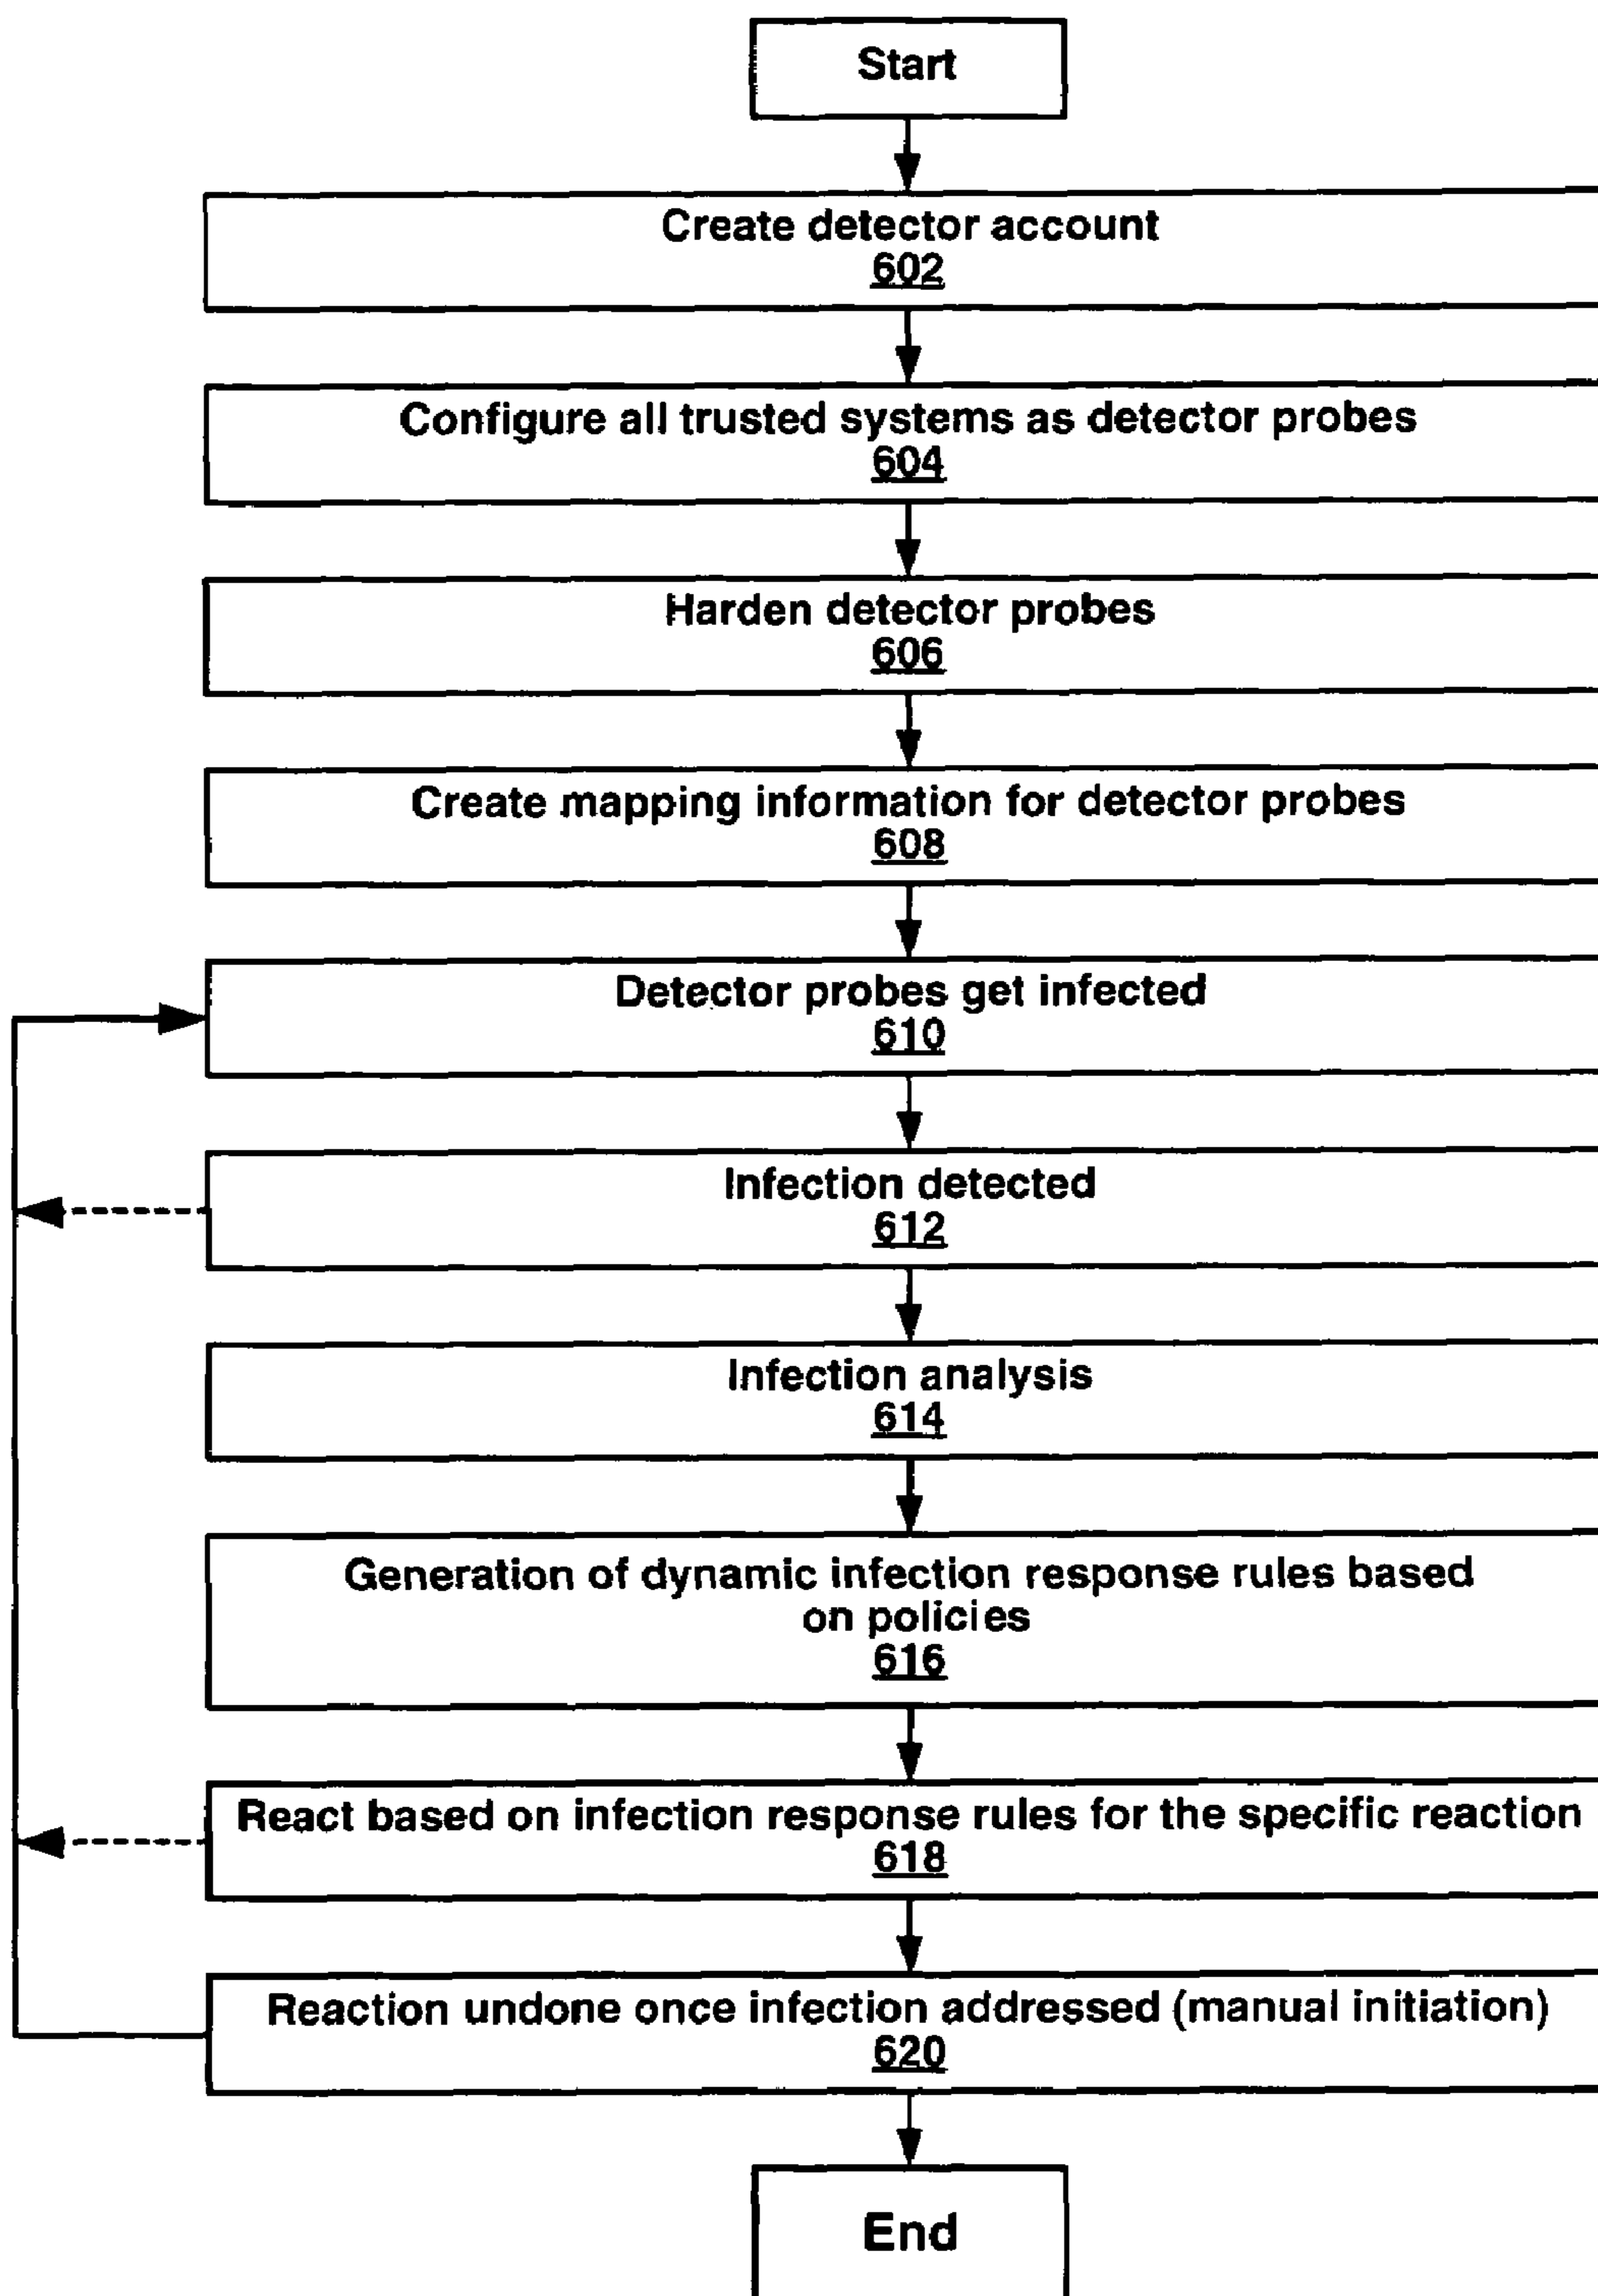 Start
Create detector account
602
Configure all trusted systems as detector probes
604
Harden detector probes
606
Create mapping information for detector probes
608
Detector probes get infected
610
Infection detected
612
Infection analysis
614
Generation of dynamic infection response rules based
on policies
616
React based on infection response rules for the specific reaction
618
Reaction undone once infection addressed (manual initiation)
620
End